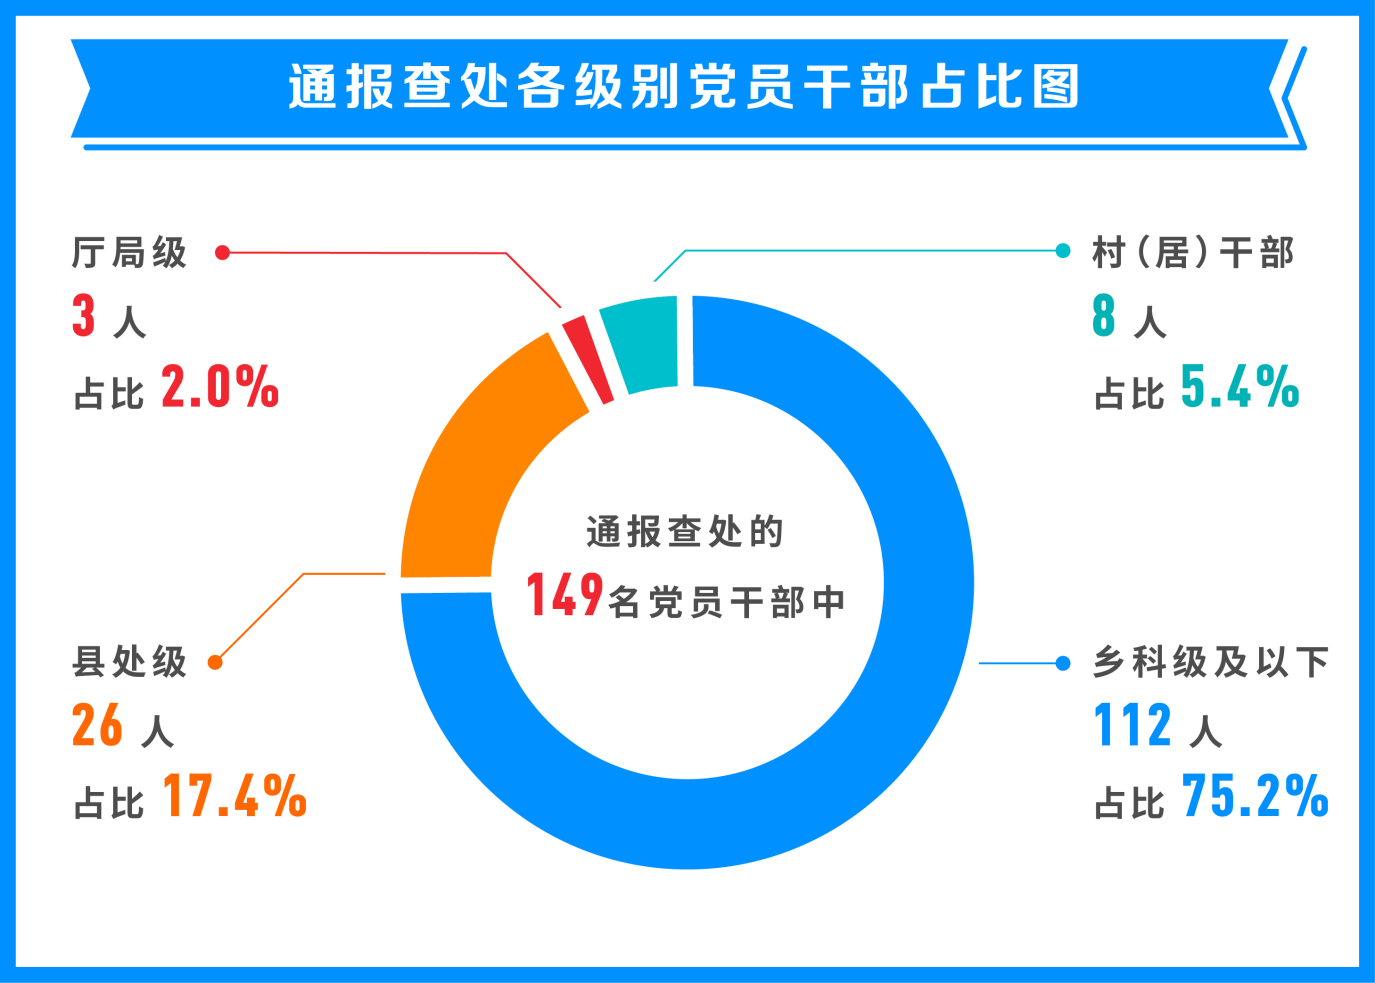 通报查处各级别党员干部占比图
厅局级
3 人
占比 2.0%
村（居）干部
8 人
占比 5.4%
通报查处的
149名党员干部中
县处级
26 人
占比 17.4%
乡科级及以下
112 人
占比 75.2%